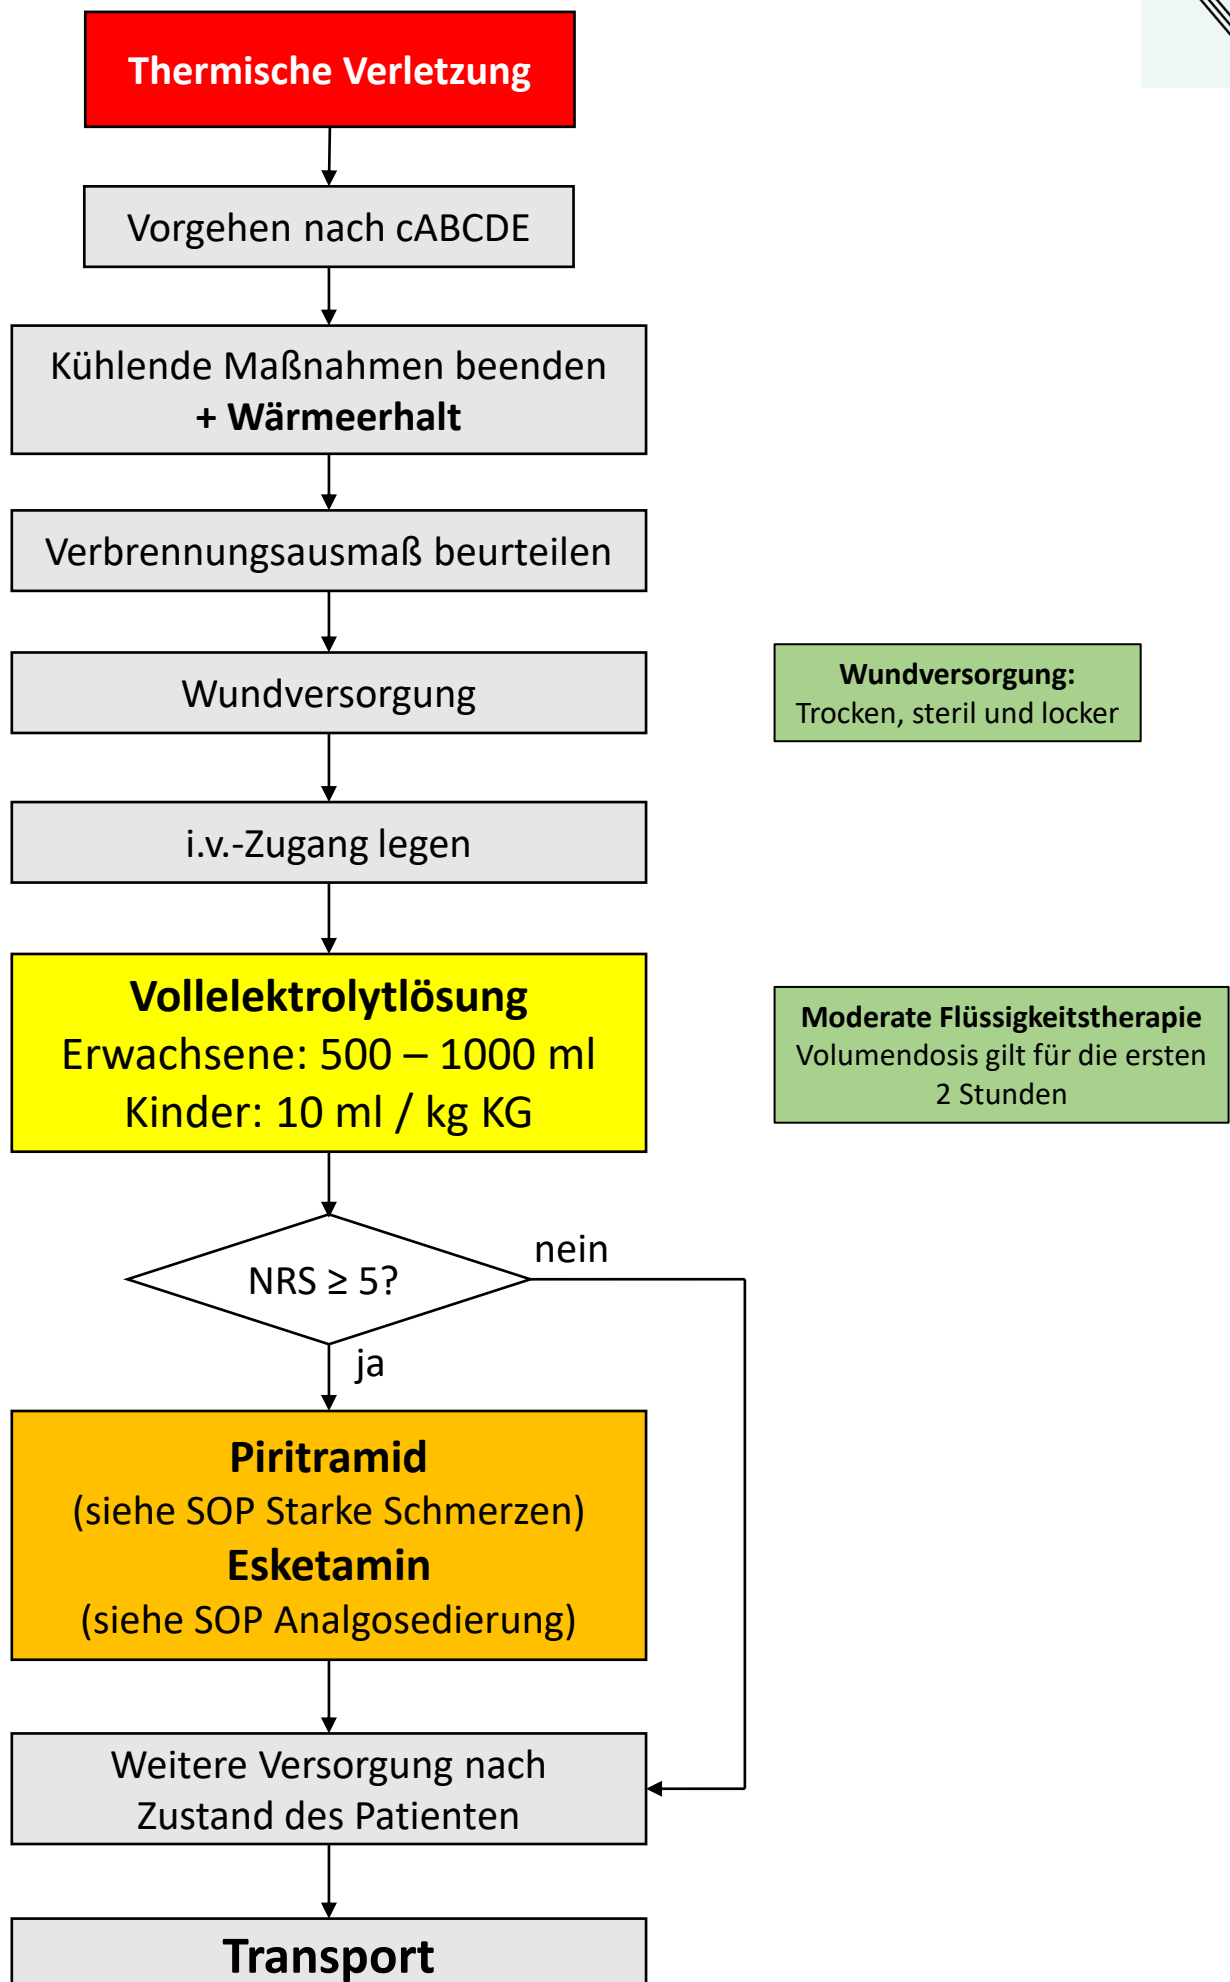 Thermische Verletzung
Vorgehen nach cABCDE
Kühlende Maßnahmen beenden
+ Wärmeerhalt
Verbrennungsausmaß beurteilen
Wundversorgung
Wundversorgung:
Trocken, steril und locker
i.v.-Zugang legen
Vollelektrolytlösung
Erwachsene: 500 – 1000 ml
Kinder: 10 ml / kg KG
Moderate Flüssigkeitstherapie
Volumendosis gilt für die ersten
2 Stunden
NRS ≥ 5?
nein
ja
Piritramid
(siehe SOP Starke Schmerzen)
Esketamin
(siehe SOP Analgosedierung)
Weitere Versorgung nach
Zustand des Patienten
Transport